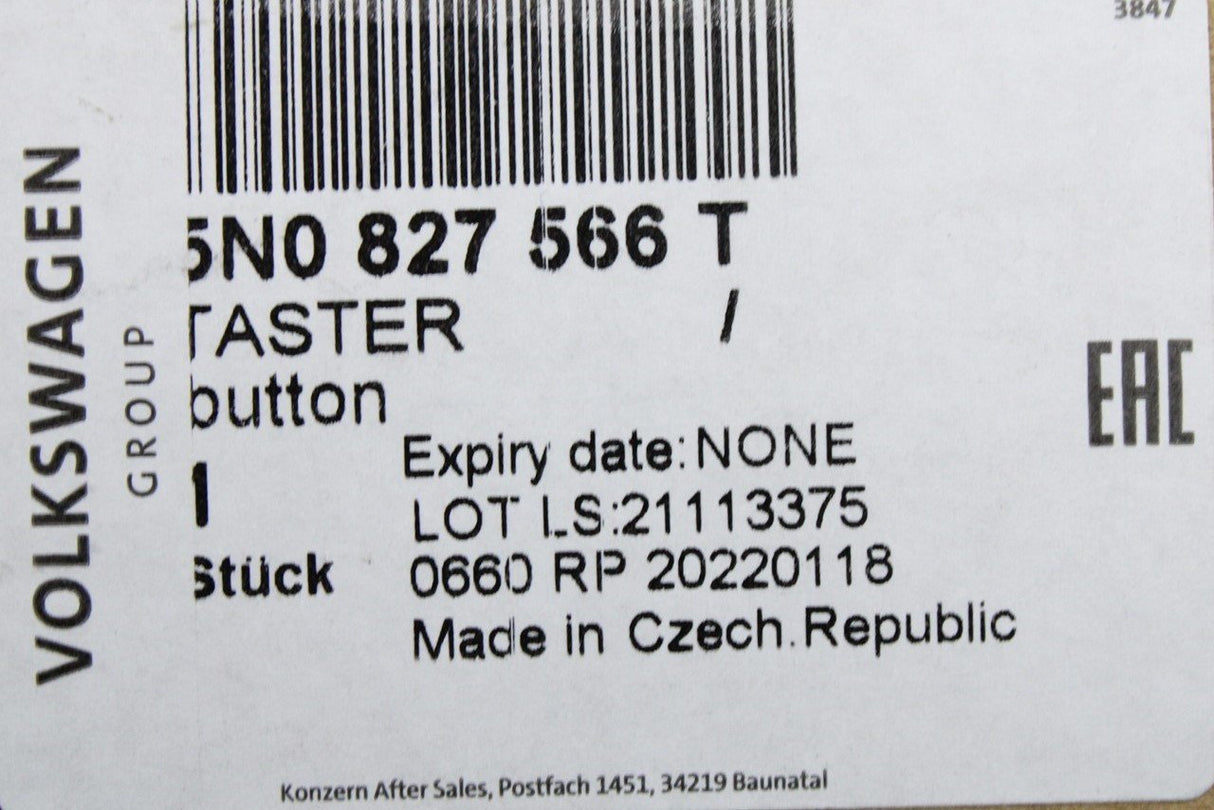 3847
VOLKSWAGEN
GROUP
5N0 827 566 T
TASTER /
button
Expiry date:NONE
1
LOT LS:21113375
Stück 0660 RP 20220118
Made in Czech.Republic
EAC
Konzern After Sales, Postfach 1451, 34219 Baunatal